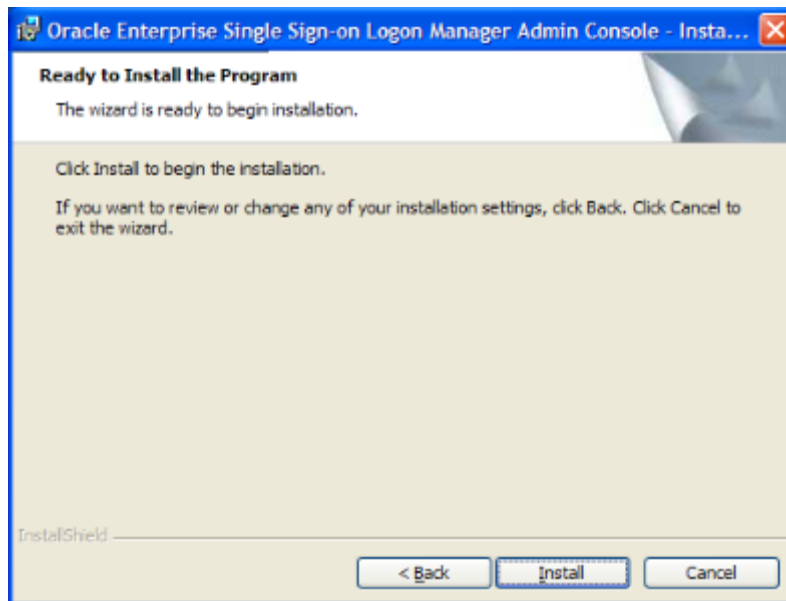 Oracle Enterprise Single Sign-on Logon Manager Admin Console - Insta...
Ready to Install the Program
The wizard is ready to begin installation.
Click Install to begin the installation.
If you want to review or change any of your installation settings, click Back. Click Cancel to
exit the wizard.
InstallShield
< Back
Install
Cancel